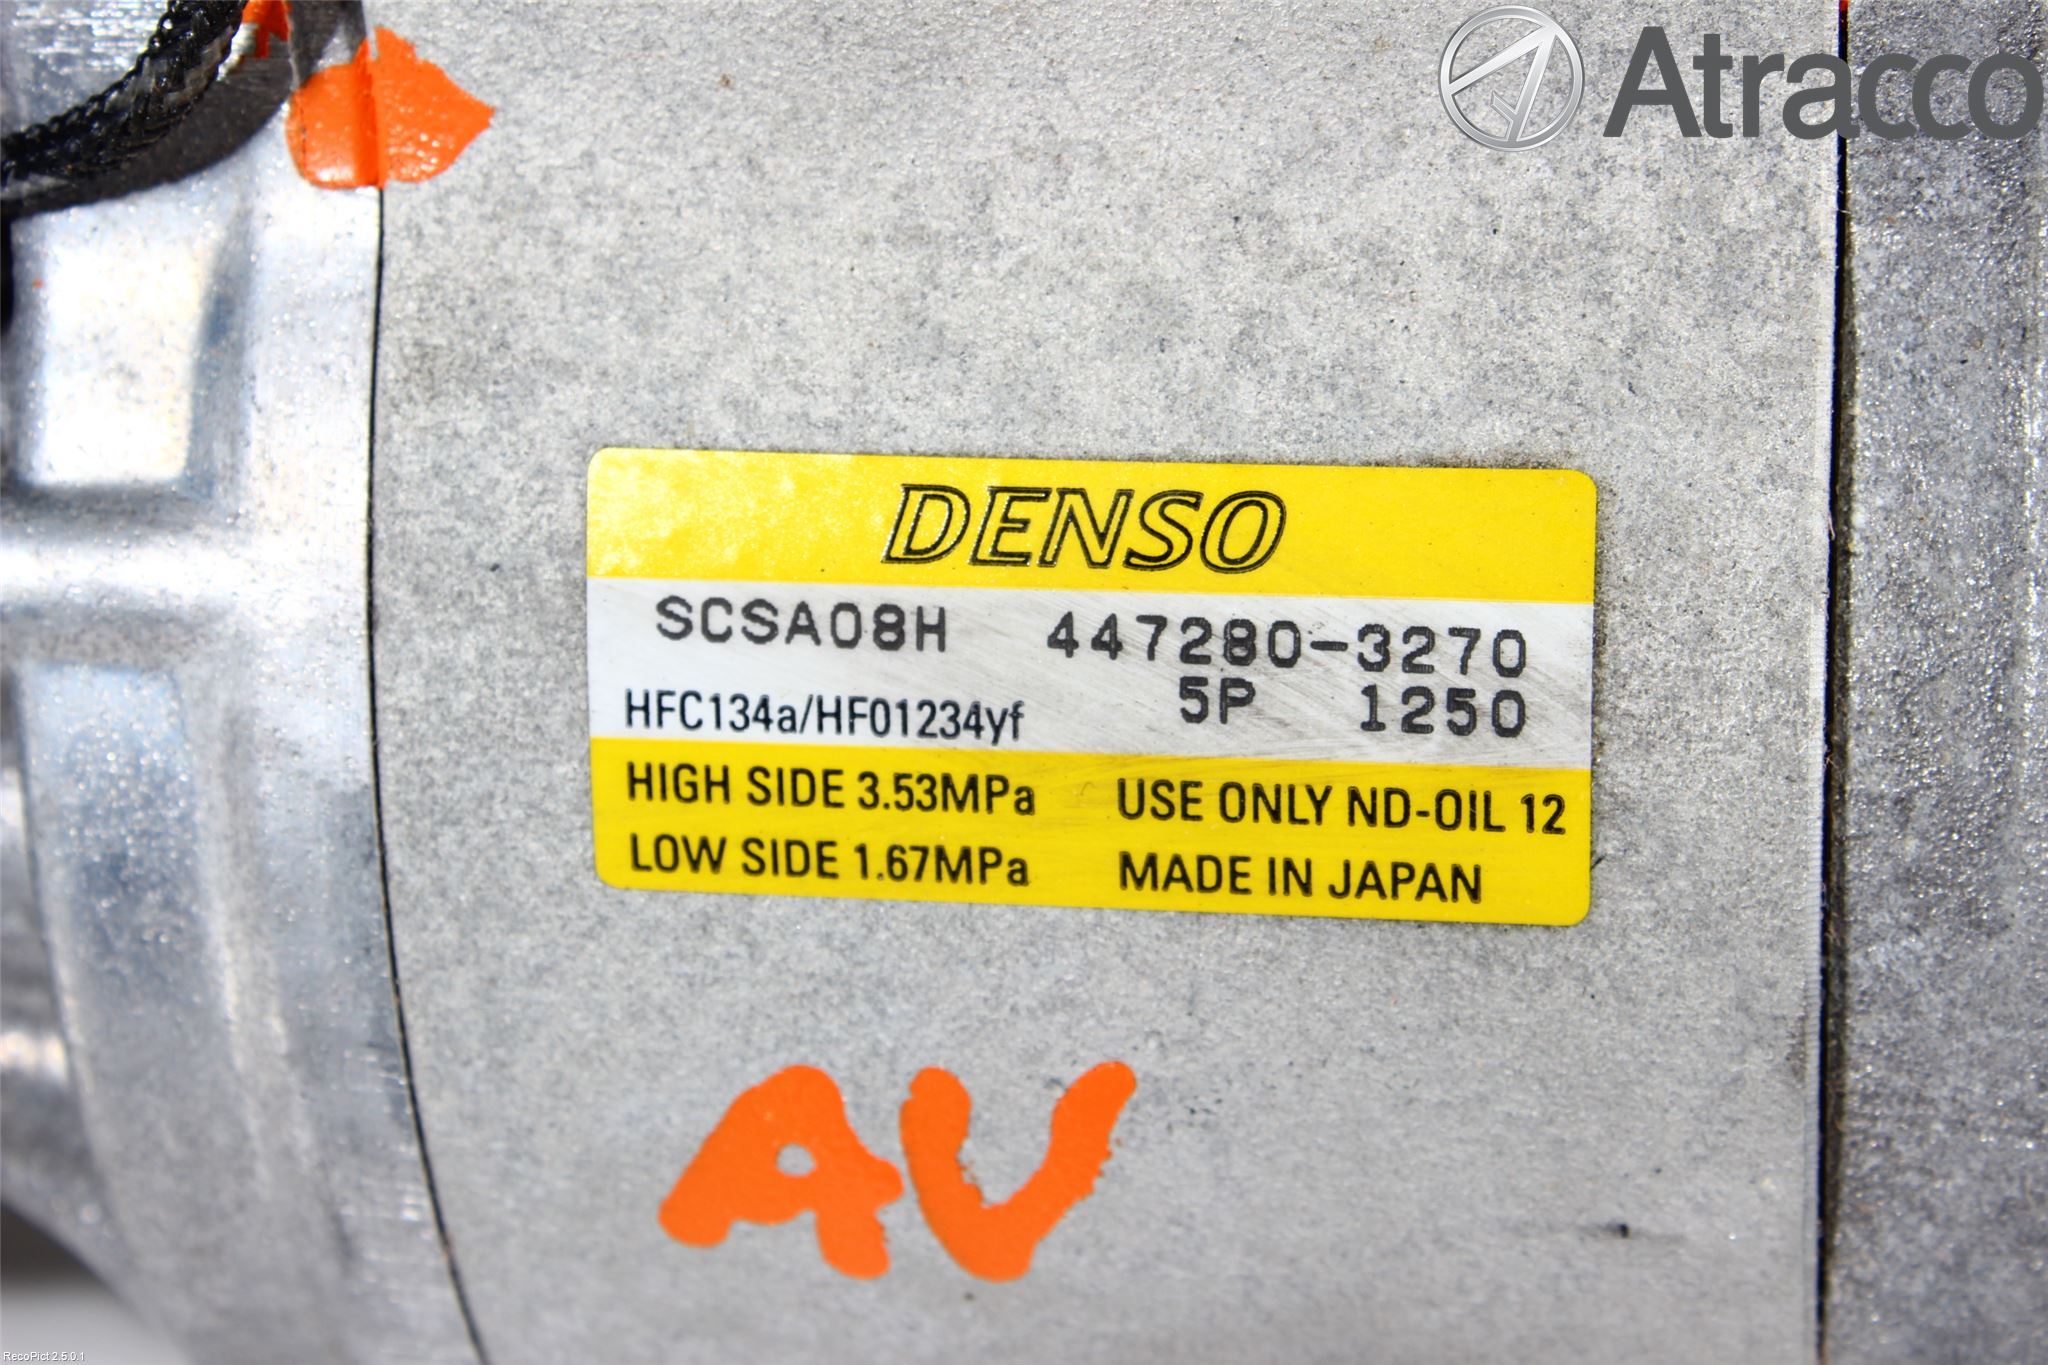 Atracco
DENSO
SCSA08H 447280-3270
HFC134a/HFO1234yf 5P 1250
HIGH SIDE 3.53MPa USE ONLY ND-OIL 12
LOW SIDE 1.67MPa MADE IN JAPAN
AV
RecoPict 2.5.0.1